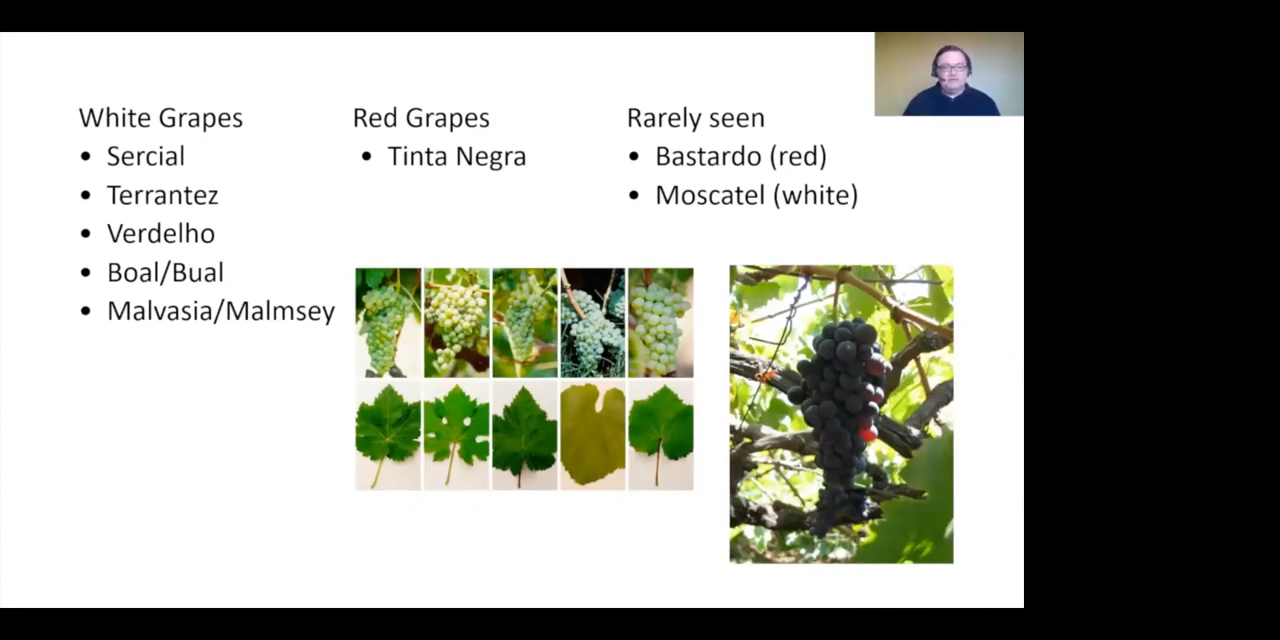 White Grapes
• Sercial
• Terrantez
• Verdelho
• Boal/Bual
• Malvasia/Malmsey
Red Grapes
• Tinta Negra
Rarely seen
• Bastardo (red)
• Moscatel (white)